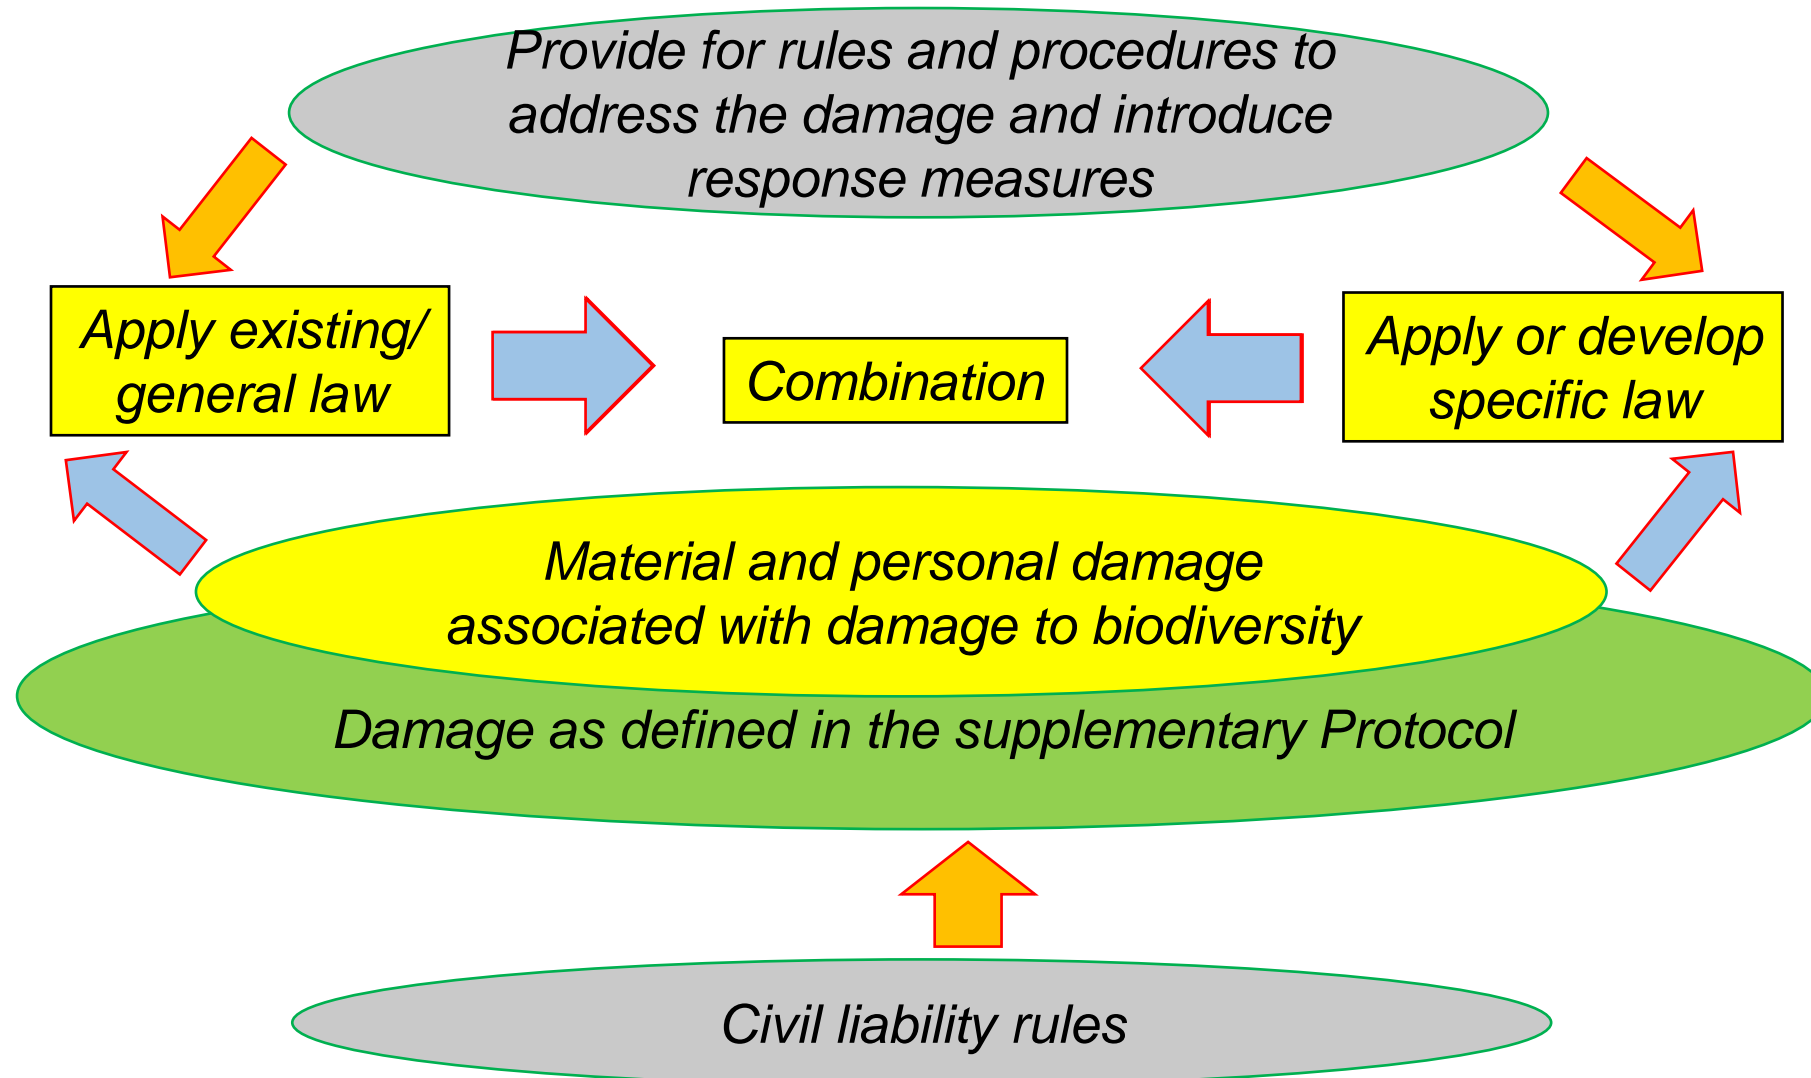 Provide for rules and procedures to
address the damage and introduce
response measures
Apply existing/
general law
Combination
Apply or develop
specific law
Material and personal damage
associated with damage to biodiversity
Damage as defined in the supplementary Protocol
Civil liability rules